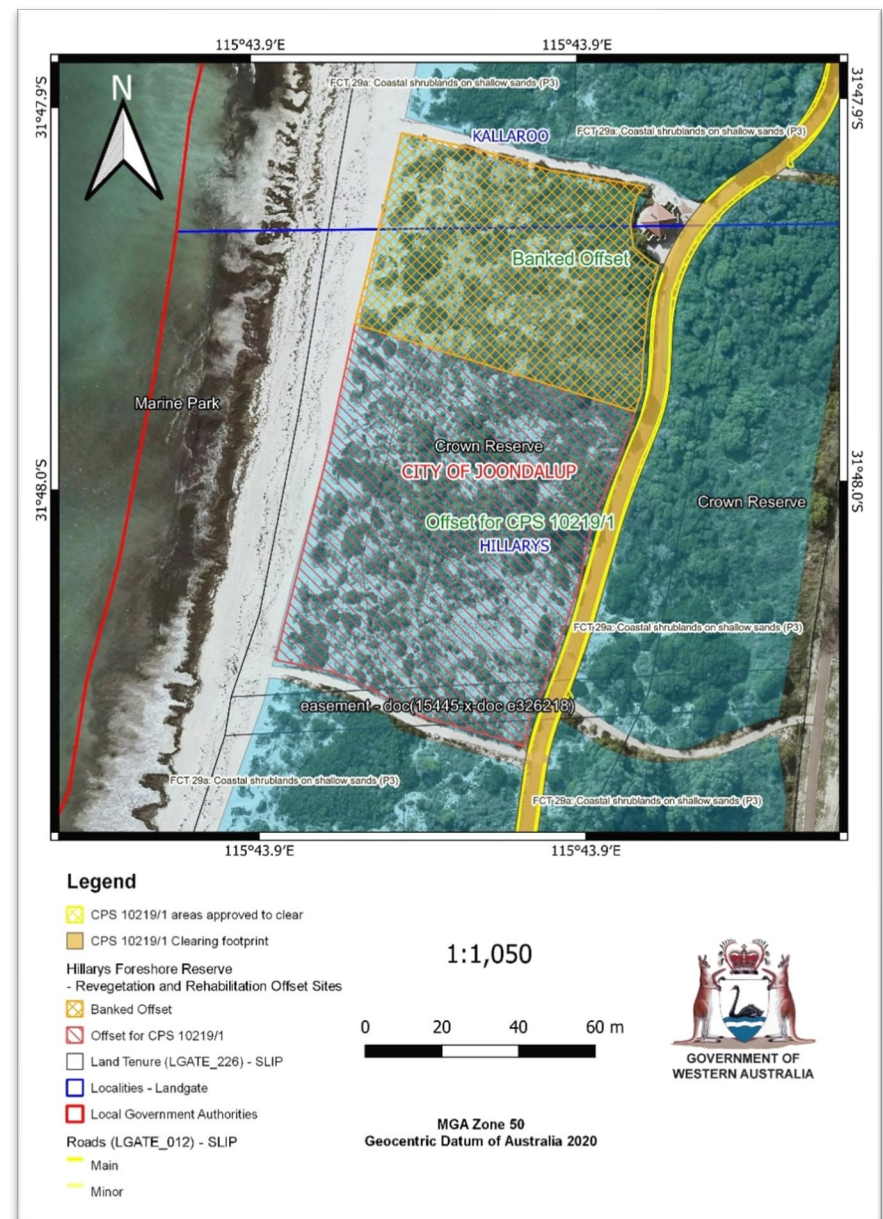 115°43.9′E 115°43.9′E
31°47.9′S
31°47.9′S
N
FCT 29a: Coastal shrublands on shallow sands (P3)
KALLAROO
FCT 29a: Coastal shrublands on shallow sands (P3)
Banked Offset
Marine Park
Crown Reserve
CITY OF JOONDALUP
31°48.0′S
31°48.0′S
Crown Reserve
Offset for CPS 10219/1
HILLARYS
FCT 29a: Coastal shrublands on shallow sands (P3)
easement - doc(15445-x-doc e326218)
FCT 29a: Coastal shrublands on shallow sands (P3)
FCT 29a: Coastal shrublands on shallow sands (P3)
115°43.9′E 115°43.9′E
Legend
CPS 10219/1 areas approved to clear
CPS 10219/1 Clearing footprint
Hillarys Foreshore Reserve
- Revegetation and Rehabilitation Offset Sites
Banked Offset
Offset for CPS 10219/1
Land Tenure (LGATE_226) - SLIP
Localities - Landgate
Local Government Authorities
Roads (LGATE_012) - SLIP
Main
Minor
1:1,050
0 20 40 60 m
MGA Zone 50
Geocentric Datum of Australia 2020
GOVERNMENT OF
WESTERN AUSTRALIA